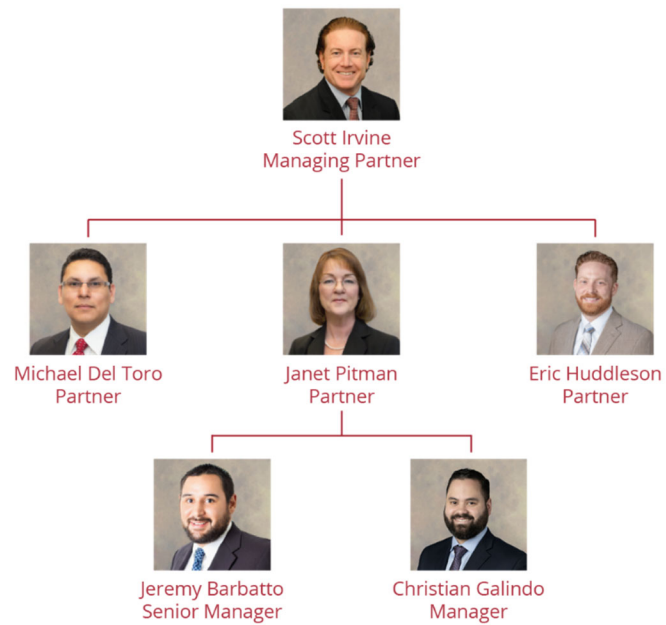 Scott Irvine
Managing Partner
Michael Del Toro
Partner
Janet Pitman
Partner
Eric Huddleson
Partner
Jeremy Barbatto
Senior Manager
Christian Galindo
Manager